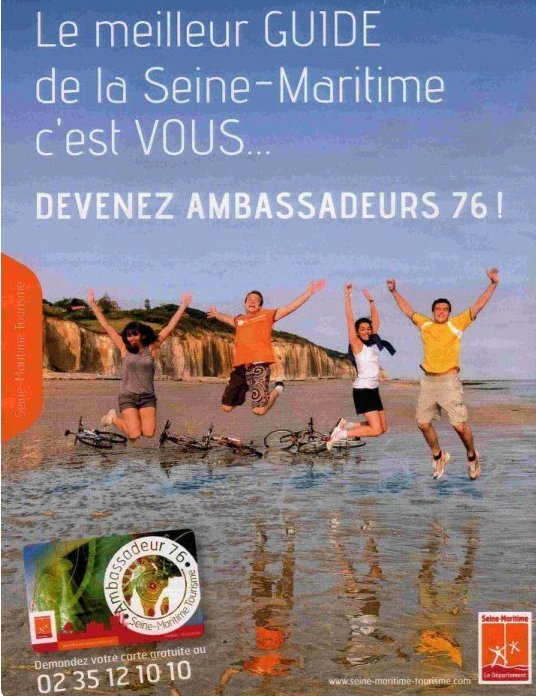 Le meilleur GUIDE
de la Seine-Maritime
c'est VOUS...
DEVENEZ AMBASSADEURS 76 !
Seine-Maritime Tourisme
Ambassadeur 76
Seine-Maritime Tourisme
Demandez votre carte gratuite au
02 35 12 10 10
www.seine-maritime-tourisme.com
Seine-Maritime
Le Département